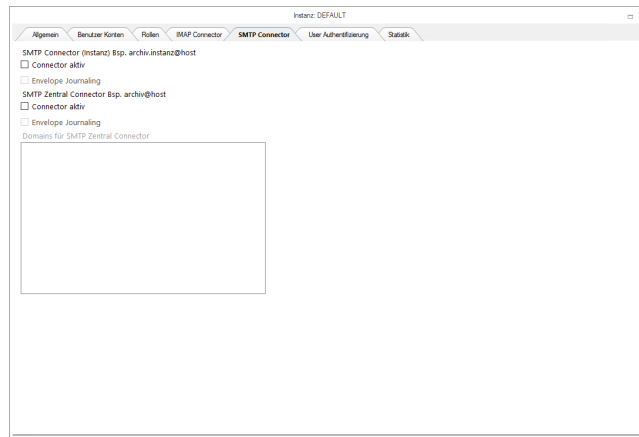 Instanz: DEFAULT
Allgemein Benutzer Konten Rollen IMAP Connector SMTP Connector User Authentifizierung Statistik
SMTP Connector (Instanz) Bsp. archiv.instanz@host
Connector aktiv
Envelope Journaling
SMTP Zentral Connector Bsp. archiv@host
Connector aktiv
Envelope Journaling
Domains für SMTP Zentral Connector